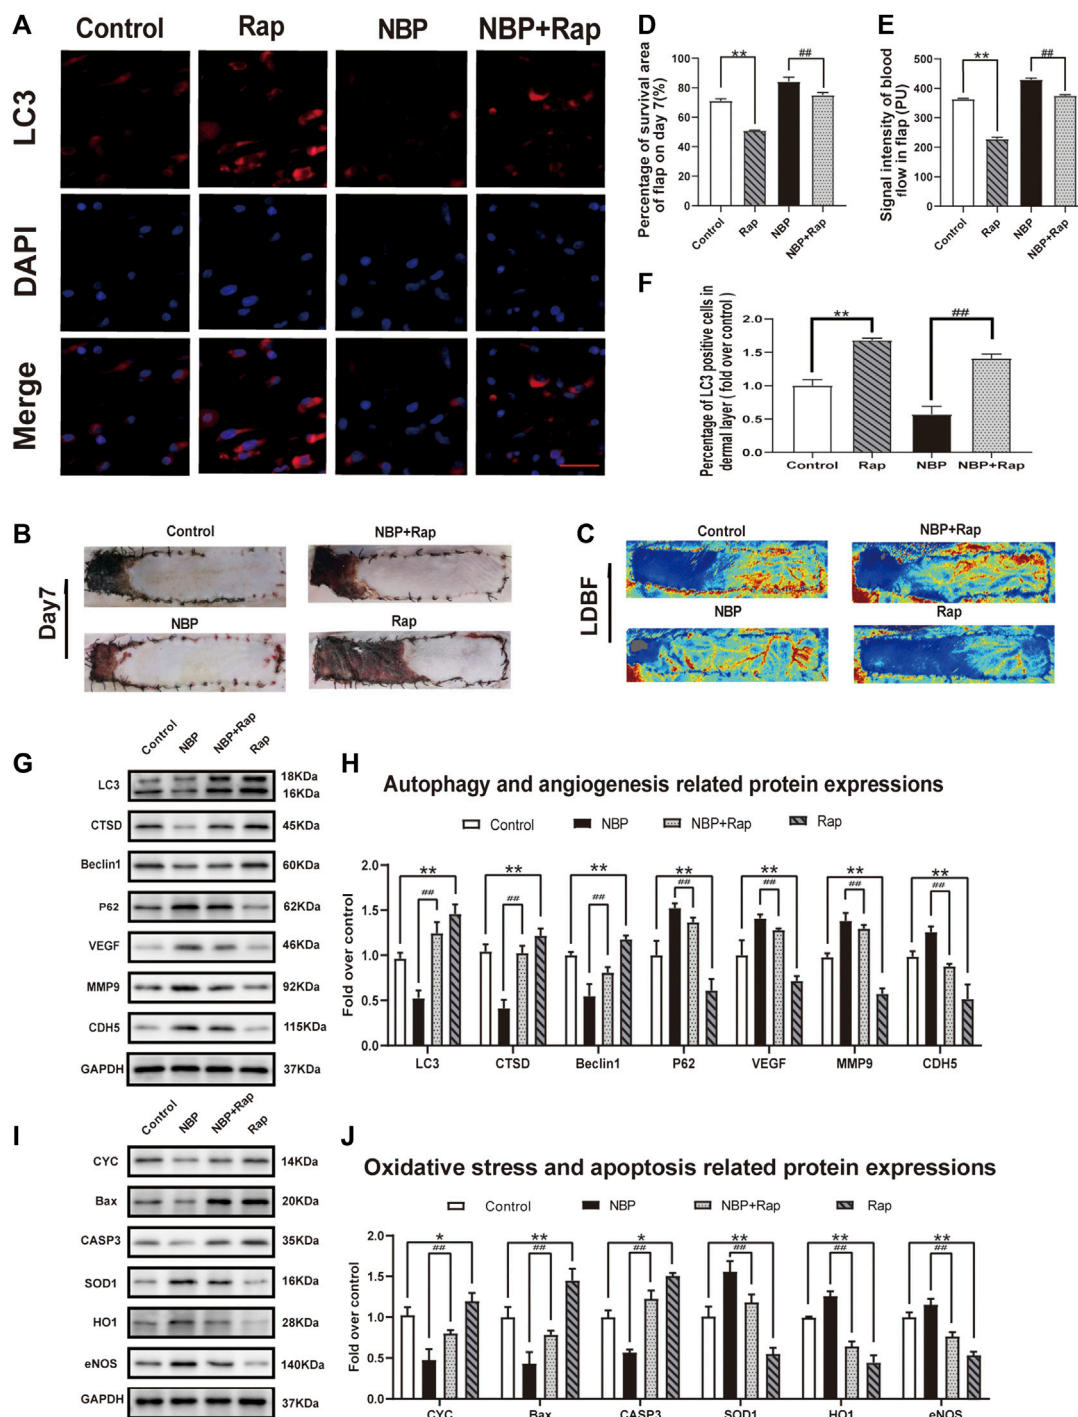 A
Control
Rap
NBP
NBP+Rap
LC3
DAPI
Merge
D
Percentage of survival area
of flap on day 7(%)
100
80
60
40
20
0
**
##
Control
Rap
NBP
NBP+Rap
E
Signal intensity of blood
flow in flap (PU)
500
400
300
200
100
0
**
##
Control
Rap
NBP
NBP+Rap
F
Percentage of LC3 positive cells in
dermal layer ( fold over control )
2.0
1.5
1.0
0.5
0.0
**
##
Control
Rap
NBP
NBP+Rap
B
Day7
Control
NBP+Rap
NBP
Rap
C
LDBF
Control
NBP+Rap
NBP
Rap
G
Control
NBP
NBP+Rap
Rap
LC3
18KDa
16KDa
CTSD
45KDa
Beclin1
60KDa
P62
62KDa
VEGF
46KDa
MMP9
92KDa
CDH5
115KDa
GAPDH
37KDa
H
Autophagy and angiogenesis related protein expressions
Control
NBP
NBP+Rap
Rap
Fold over control
2.0
1.5
1.0
0.5
0.0
** ** ** ** ** ** **
## ## ## ## ## ## ##
LC3 CTSD Beclin1 P62 VEGF MMP9 CDH5
I
Control
NBP
NBP+Rap
Rap
CYC
14KDa
Bax
20KDa
CASP3
35KDa
SOD1
16KDa
HO1
28KDa
eNOS
140KDa
GAPDH
37KDa
J
Oxidative stress and apoptosis related protein expressions
Control
NBP
NBP+Rap
Rap
Fold over control
2.0
1.5
1.0
0.5
0.0
* ** * ** ** **
## ## ## ## ## ##
CYC Bax CASP3 SOD1 HO1 eNOS